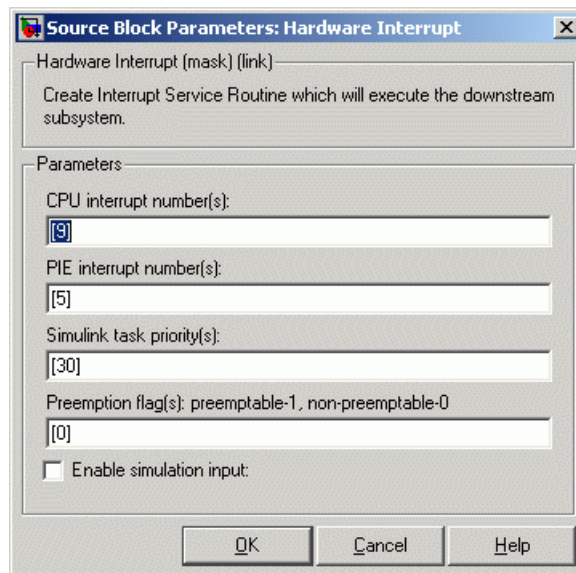 Source Block Parameters: Hardware Interrupt
Hardware Interrupt (mask) (link)
Create Interrupt Service Routine which will execute the downstream
subsystem.
Parameters
CPU interrupt number(s):
[9]
PIE interrupt number(s):
[5]
Simulink task priority(s):
[30]
Preemption flag(s): preemptable-1, non-preemptable-0
[0]
Enable simulation input:
OK Cancel Help